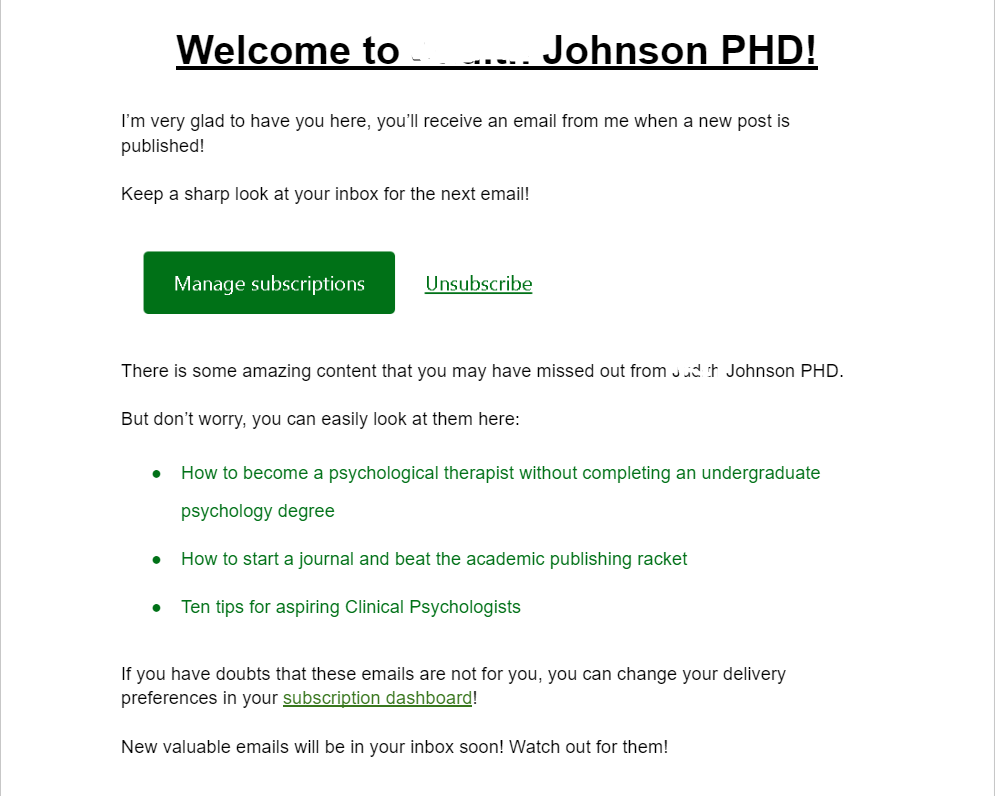 Welcome to Johnson PHD!
I’m very glad to have you here, you’ll receive an email from me when a new post is
published!
Keep a sharp look at your inbox for the next email!
Manage subscriptions Unsubscribe
There is some amazing content that you may have missed out from Johnson PHD.
But don’t worry, you can easily look at them here:
● How to become a psychological therapist without completing an undergraduate
psychology degree
● How to start a journal and beat the academic publishing racket
● Ten tips for aspiring Clinical Psychologists
If you have doubts that these emails are not for you, you can change your delivery
preferences in your subscription dashboard!
New valuable emails will be in your inbox soon! Watch out for them!